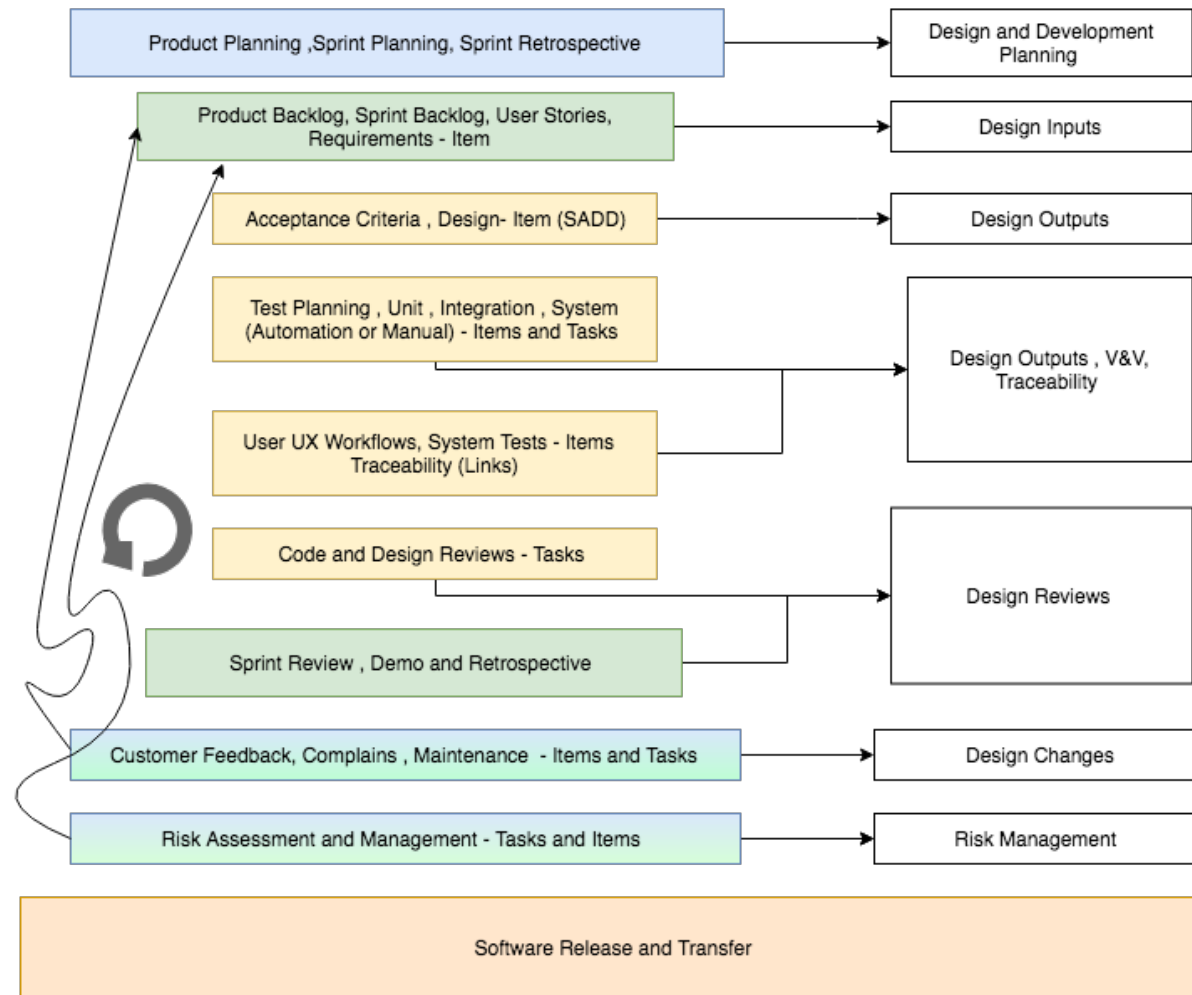 Product Planning ,Sprint Planning, Sprint Retrospective
Design and Development
Planning
Product Backlog, Sprint Backlog, User Stories,
Requirements - Item
Design Inputs
Acceptance Criteria , Design- Item (SADD)
Design Outputs
Test Planning , Unit , Integration , System
(Automation or Manual) - Items and Tasks
Design Outputs , V&V,
Traceability
User UX Workflows, System Tests - Items
Traceability (Links)
Code and Design Reviews - Tasks
Design Reviews
Sprint Review , Demo and Retrospective
Customer Feedback, Complains , Maintenance - Items and Tasks
Design Changes
Risk Assessment and Management - Tasks and Items
Risk Management
Software Release and Transfer